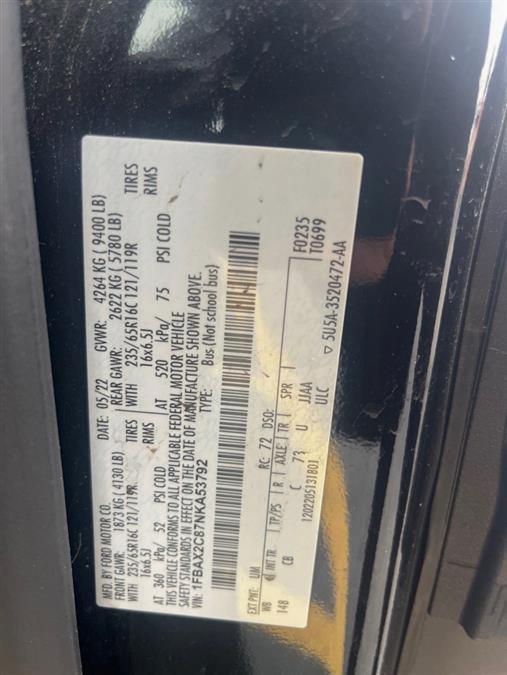 MFD. BY FORD MOTOR CO.
DATE: 05/22 GVWR: 4264 KG ( 9400 LB)
FRONT GAWR: 1873 KG ( 4130 LB) REAR GAWR: 2622 KG ( 5780 LB)
WITH 235/65R16C 121/119R TIRES WITH 235/65R16C 121/119R TIRES
16x6.5J RIMS 16x6.5J RIMS
AT 360 kPa/ 52 PSI COLD AT 520 kPa/ 75 PSI COLD
THIS VEHICLE CONFORMS TO ALL APPLICABLE FEDERAL MOTOR VEHICLE
SAFETY STANDARDS IN EFFECT ON THE DATE OF MANUFACTURE SHOWN ABOVE.
VIN: 1FBAX2C87NKA53792 TYPE: Bus (Not school bus)
EXT PNT: UM RC: 72 DSO: F0235
WB INT TR. TP/PS R AXLE TR SPR T0699
148 CB C 73 U JJAA
1202205131801 ULC
▽ 5U5A-3520472-AA